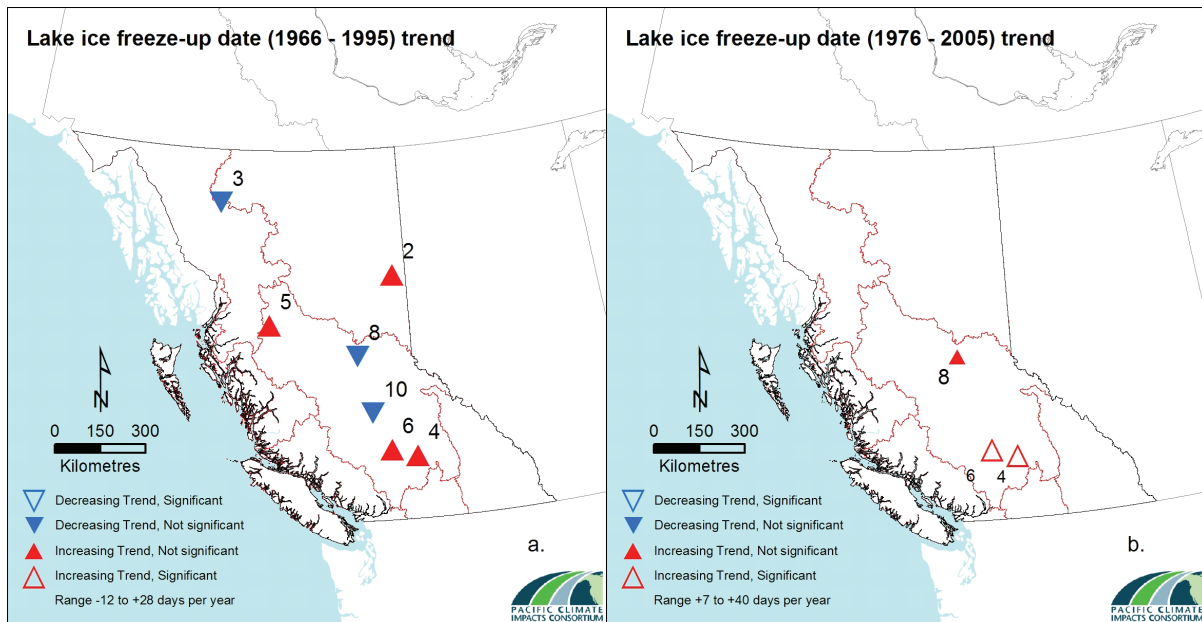 Lake ice freeze-up date (1966 - 1995) trend
3
2
5
8
10
6
4
N
0 150 300
Kilometres
Decreasing Trend, Significant
Decreasing Trend, Not significant
Increasing Trend, Not significant
Increasing Trend, Significant
Range -12 to +28 days per year
a.
PACIFIC CLIMATE
IMPACTS CONSORTIUM
Lake ice freeze-up date (1976 - 2005) trend
8
6
4
N
0 150 300
Kilometres
Decreasing Trend, Significant
Decreasing Trend, Not significant
Increasing Trend, Not significant
Increasing Trend, Significant
Range +7 to +40 days per year
b.
PACIFIC CLIMATE
IMPACTS CONSORTIUM